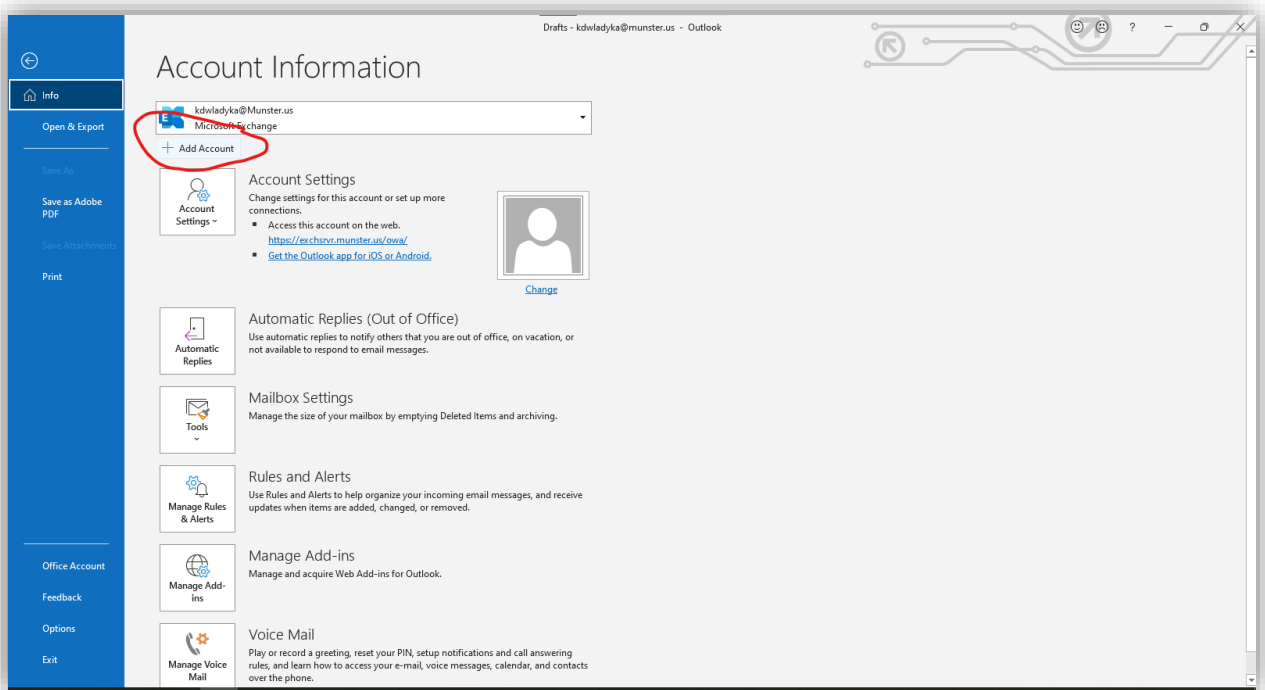 Drafts - kdwladyka@munster.us - Outlook
?
Info
Open & Export
Save As
Save as Adobe
PDF
Save Attachments
Print
Office Account
Feedback
Options
Exit
Account Information
E
kdwladyka@Munster.us
Microsoft Exchange
+ Add Account
Account
Settings
Account Settings
Change settings for this account or set up more
connections.
■ Access this account on the web.
https://exchsrvr.munster.us/owa/
■ Get the Outlook app for iOS or Android.
Change
Automatic
Replies
Automatic Replies (Out of Office)
Use automatic replies to notify others that you are out of office, on vacation, or
not available to respond to email messages.
Tools
Mailbox Settings
Manage the size of your mailbox by emptying Deleted Items and archiving.
Manage Rules
& Alerts
Rules and Alerts
Use Rules and Alerts to help organize your incoming email messages, and receive
updates when items are added, changed, or removed.
Manage Add-
ins
Manage Add-ins
Manage and acquire Web Add-ins for Outlook.
Manage Voice
Mail
Voice Mail
Play or record a greeting, reset your PIN, setup notifications and call answering
rules, and learn how to access your e-mail, voice messages, calendar, and contacts
over the phone.